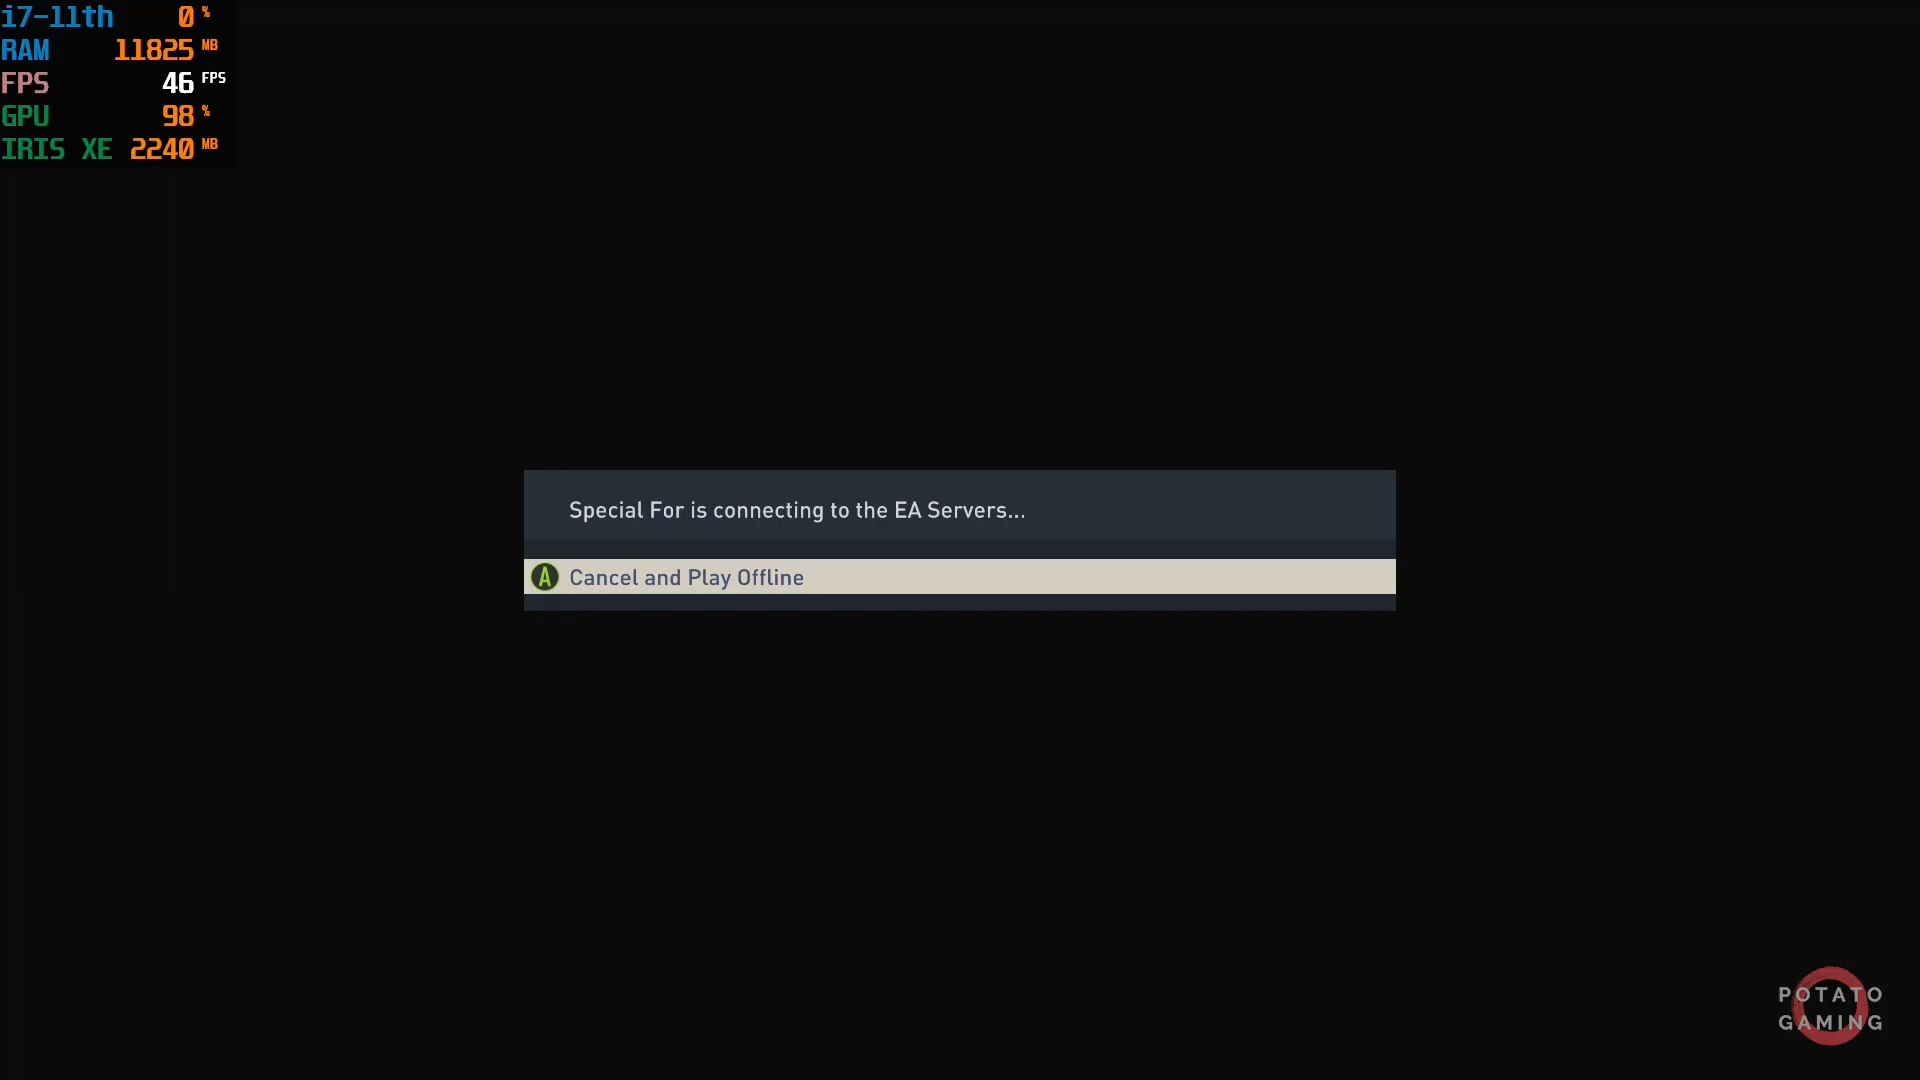 i7-11th 0 %
RAM 11825 MB
FPS 46 FPS
GPU 98 %
IRIS XE 2240 MB
Special For is connecting to the EA Servers...
A Cancel and Play Offline
POTATO
GAMING